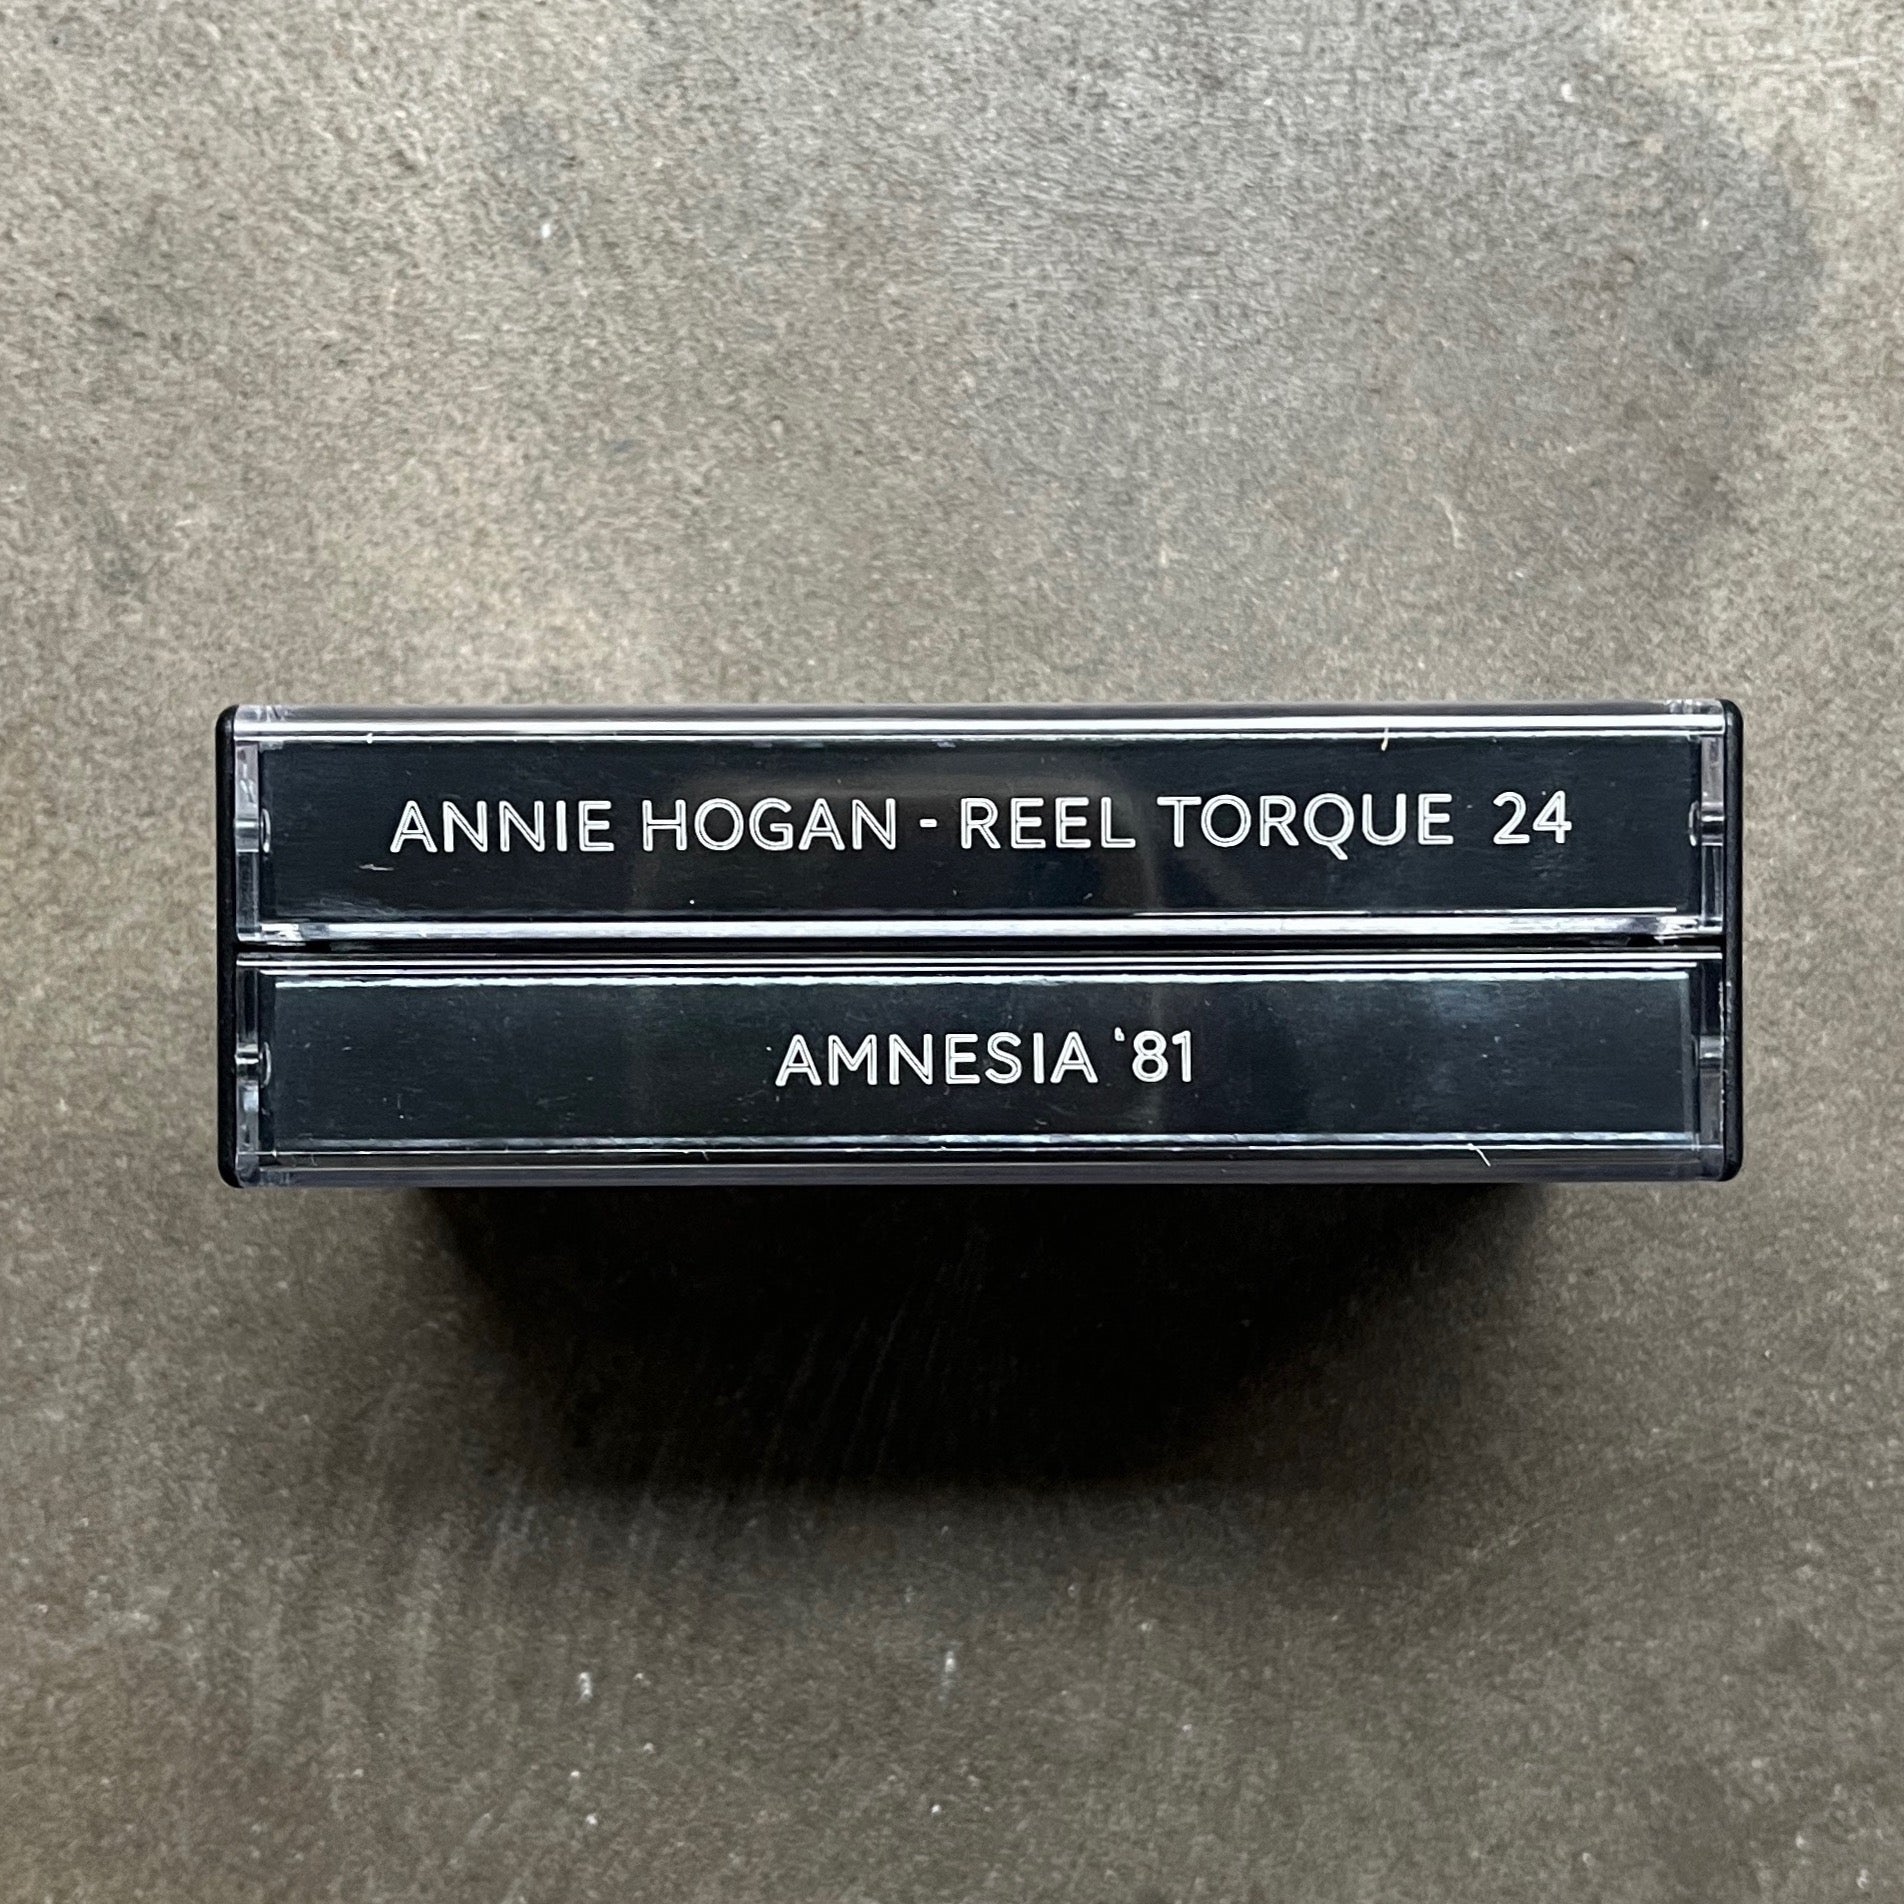 ANNIE HOGAN - REEL TORQUE 24
AMNESIA ‘81